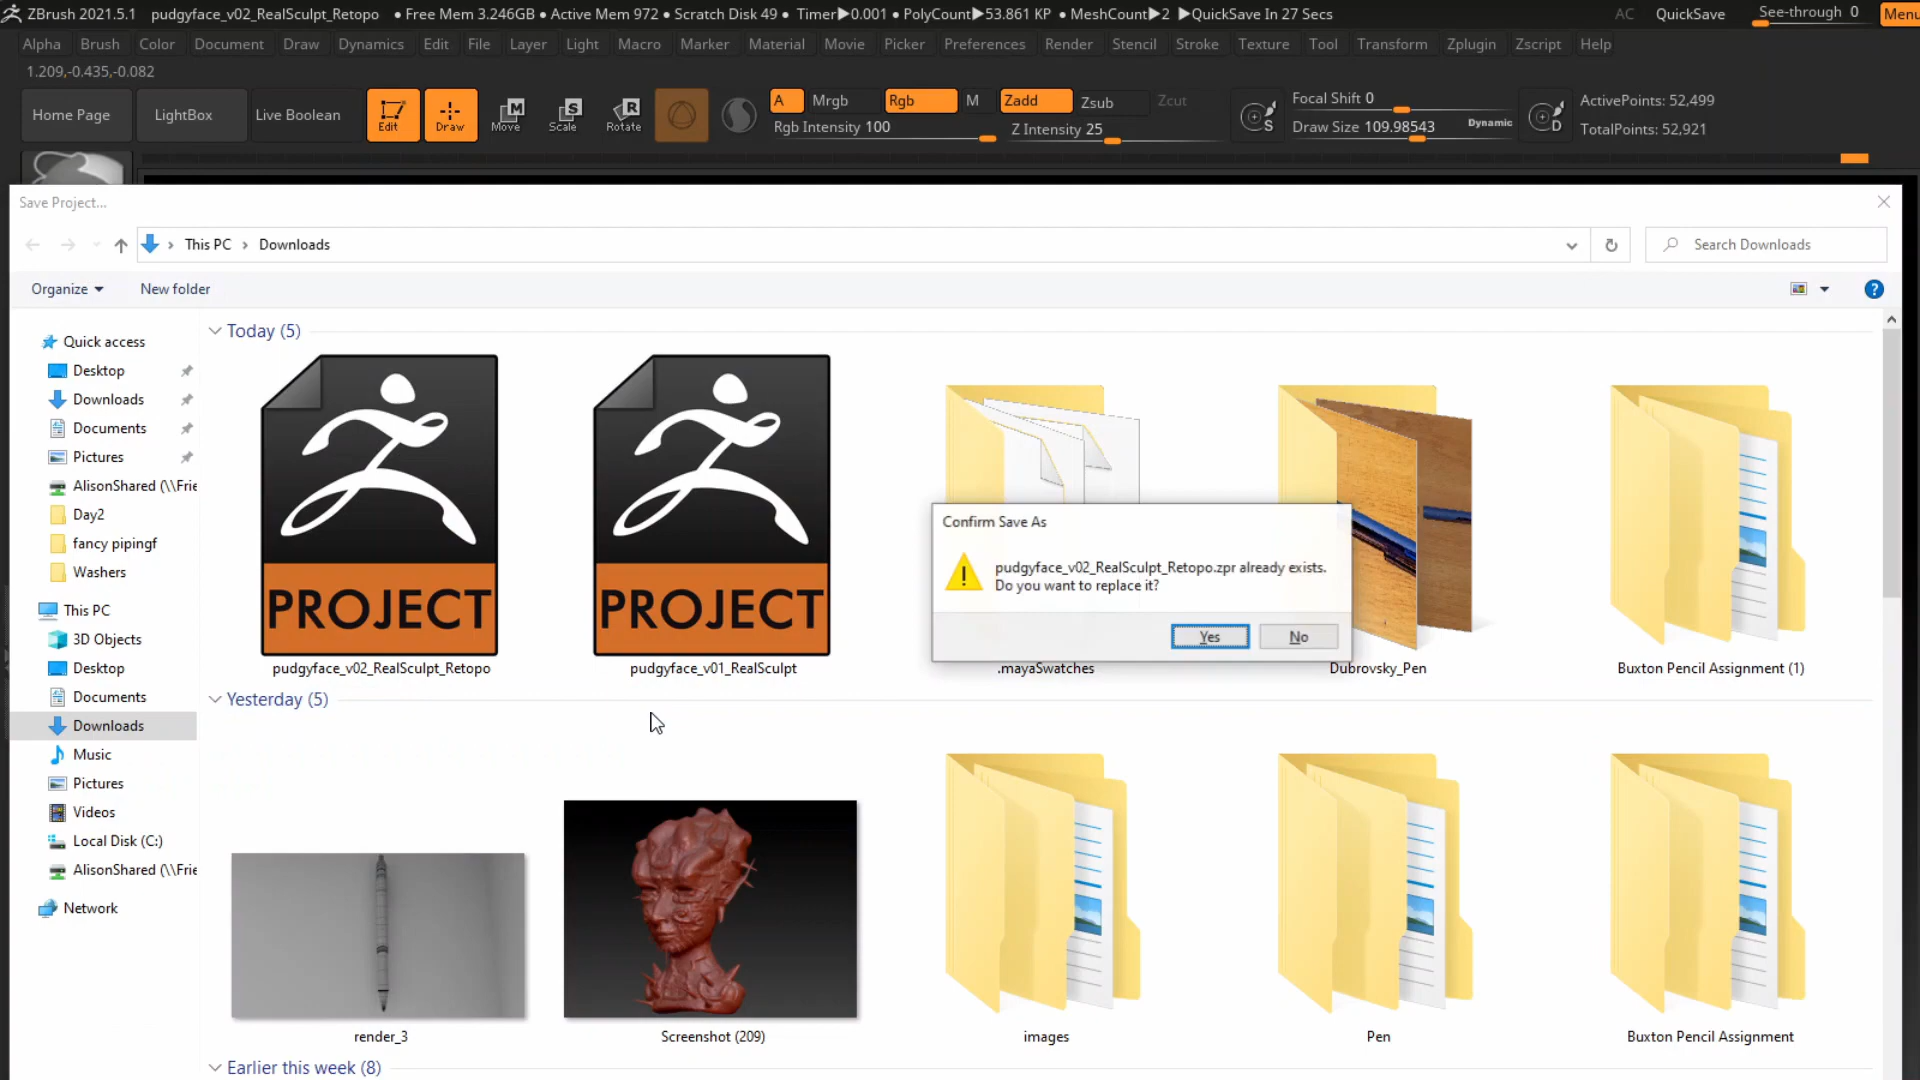 ZBrush 2021.5.1 pudgyface_v02_RealSculpt_Retopo • Free Mem 3.246GB • Active Mem 972 • Scratch Disk 49 • Timer▶0.001 • PolyCount▶53.861 KP • MeshCount▶2 ▶QuickSave In 27 Secs AC QuickSave See-through 0 Menu
Alpha Brush Color Document Draw Dynamics Edit File Layer Light Macro Marker Material Movie Picker Preferences Render Stencil Stroke Texture Tool Transform Zplugin Zscript Help
1.209,-0.435,-0.082
Home Page LightBox Live Boolean Edit Draw Move Scale Rotate
M S R
A Mrgb Rgb M Zadd Zsub Zcut
Rgb Intensity 100 Z Intensity 25
S Focal Shift 0 D
Draw Size 109.98543 Dynamic
ActivePoints: 52,499
TotalPoints: 52,921
Save Project...
This PC Downloads Search Downloads
Organize New folder ?
Quick access
Desktop
Downloads
Documents
Pictures
AlisonShared (\\Frie
Day2
fancy pipingf
Washers
This PC
3D Objects
Desktop
Documents
Downloads
Music
Pictures
Videos
Local Disk (C:)
AlisonShared (\\Frie
Network
Today (5)
PROJECT PROJECT
pudgyface_v02_RealSculpt_Retopo pudgyface_v01_RealSculpt .mayaSwatches Dubrovsky_Pen Buxton Pencil Assignment (1)
Confirm Save As
pudgyface_v02_RealSculpt_Retopo.zpr already exists.
Do you want to replace it?
Yes No
Yesterday (5)
render_3 Screenshot (209) images Pen Buxton Pencil Assignment
Earlier this week (8)